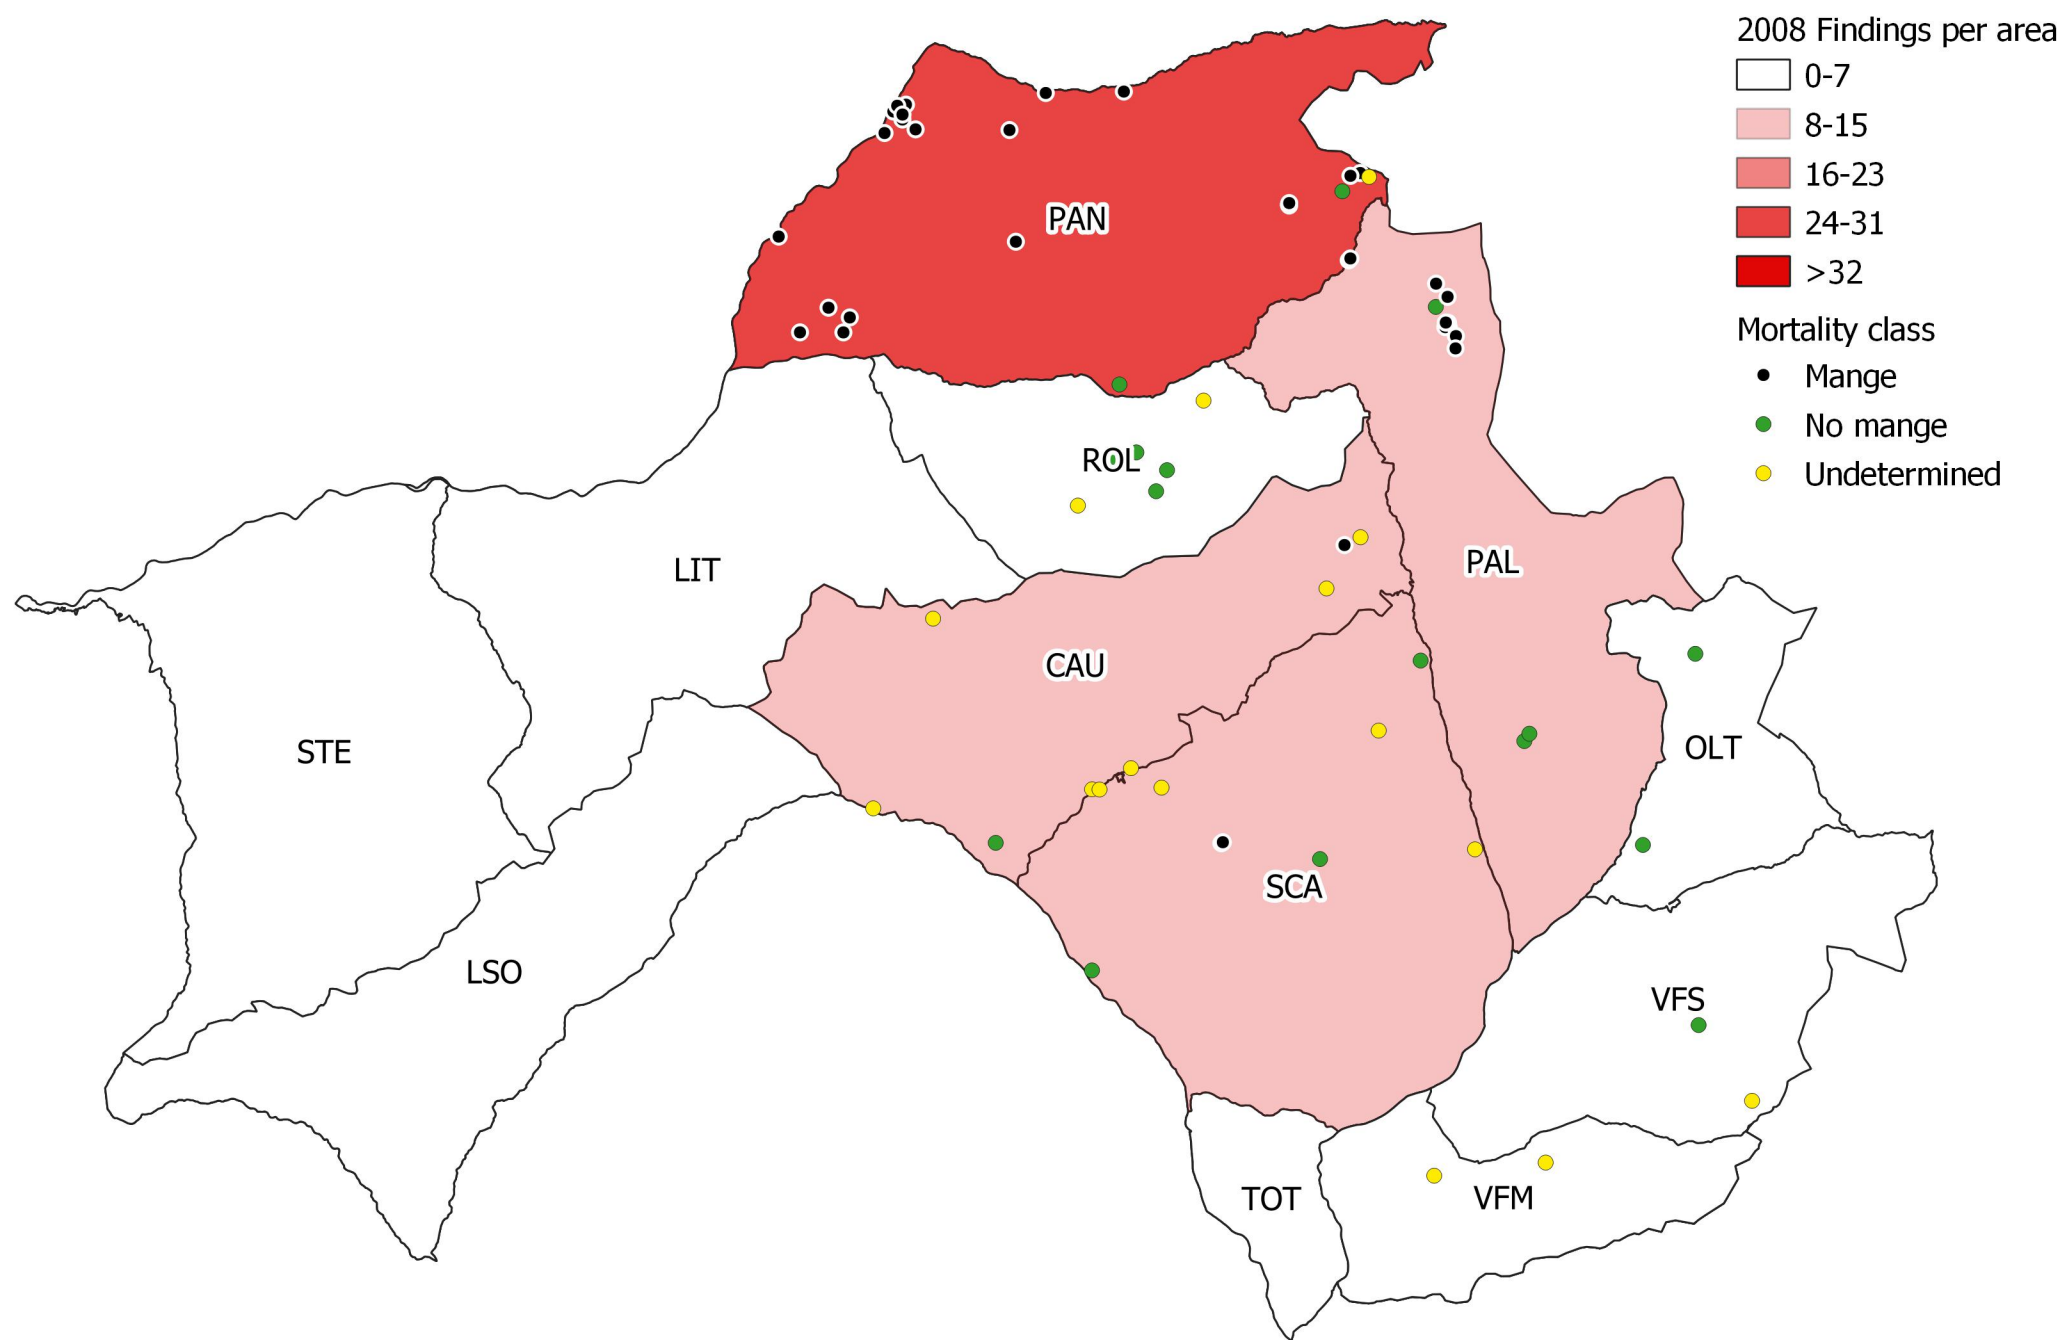 2008 Findings per area
0-7
8-15
16-23
24-31
>32
Mortality class
Mange
No mange
Undetermined
PAN
ROL
LIT
PAL
CAU
STE
OLT
SCA
LSO
VFS
TOT
VFM